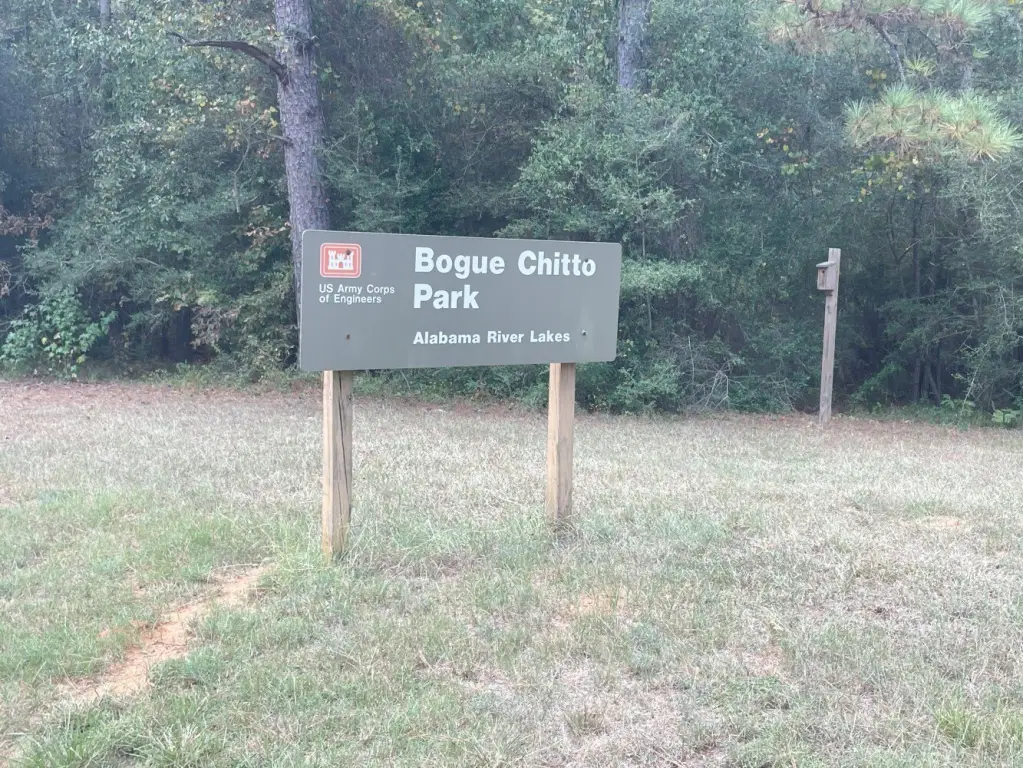 US Army Corps
of Engineers
Bogue Chitto
Park
Alabama River Lakes